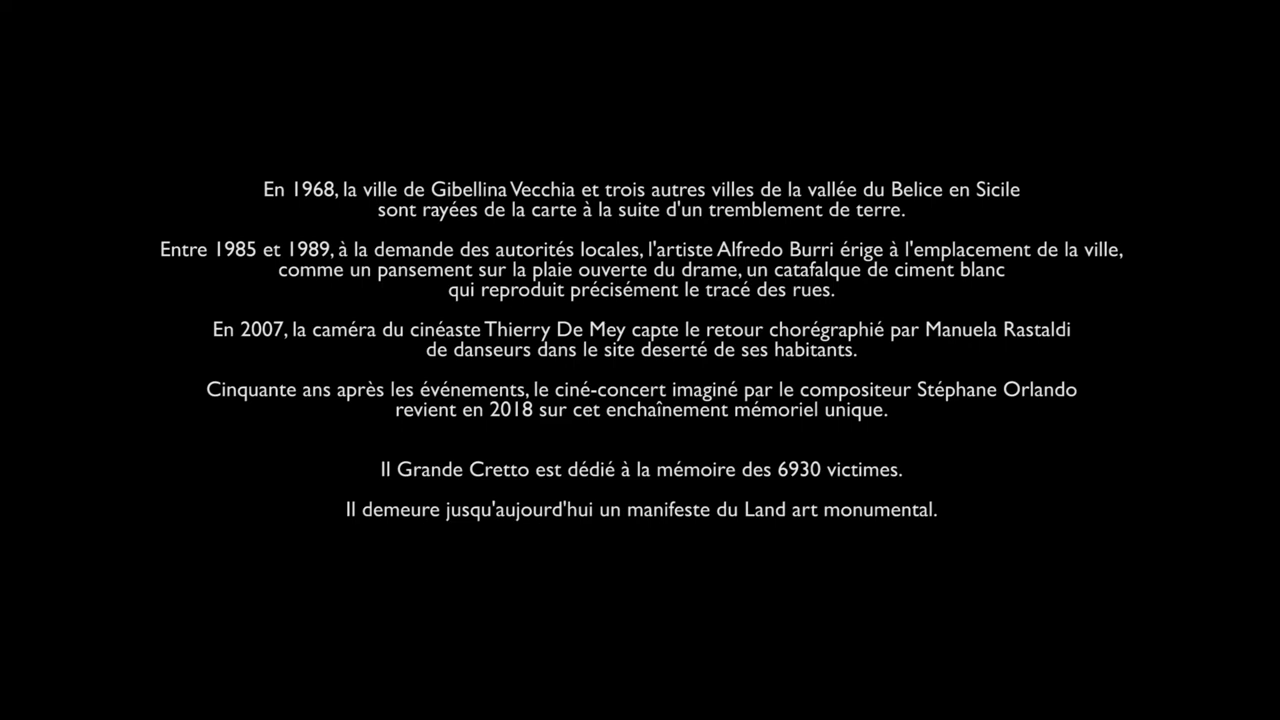 En 1968, la ville de Gibellina Vecchia et trois autres villes de la vallée du Belice en Sicile
sont rayées de la carte à la suite d'un tremblement de terre.
Entre 1985 et 1989, à la demande des autorités locales, l'artiste Alfredo Burri érige à l'emplacement de la ville,
comme un pansement sur la plaie ouverte du drame, un catafalque de ciment blanc
qui reproduit précisément le tracé des rues.
En 2007, la caméra du cinéaste Thierry De Mey capte le retour chorégraphié par Manuela Rastaldi
de danseurs dans le site deserté de ses habitants.
Cinquante ans après les événements, le ciné-concert imaginé par le compositeur Stéphane Orlando
revient en 2018 sur cet enchaînement mémoriel unique.
Il Grande Cretto est dédié à la mémoire des 6930 victimes.
Il demeure jusqu'aujourd'hui un manifeste du Land art monumental.